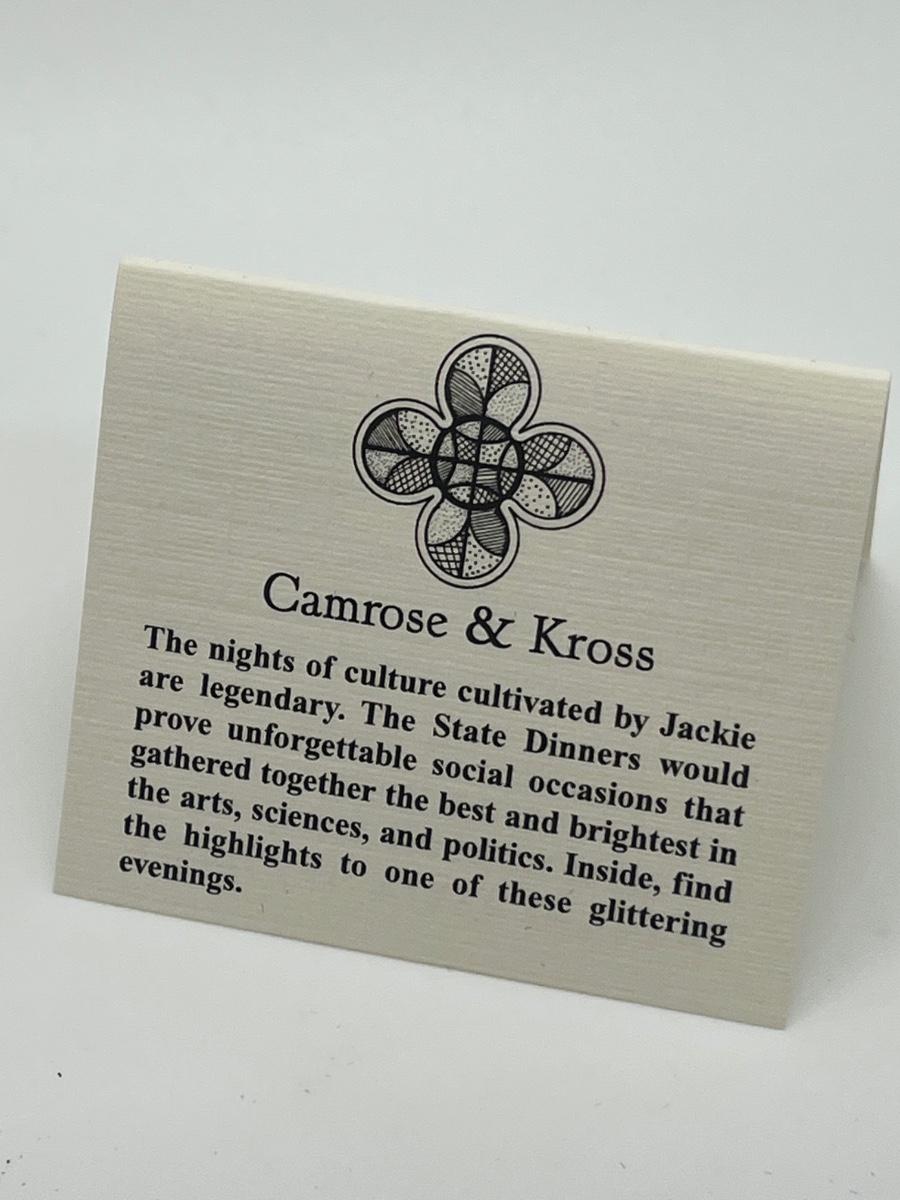 Camrose & Kross
The nights of culture cultivated by Jackie
are legendary. The State Dinners would
prove unforgettable social occasions that
gathered together the best and brightest in
the arts, sciences, and politics. Inside, find
the highlights to one of these glittering
evenings.